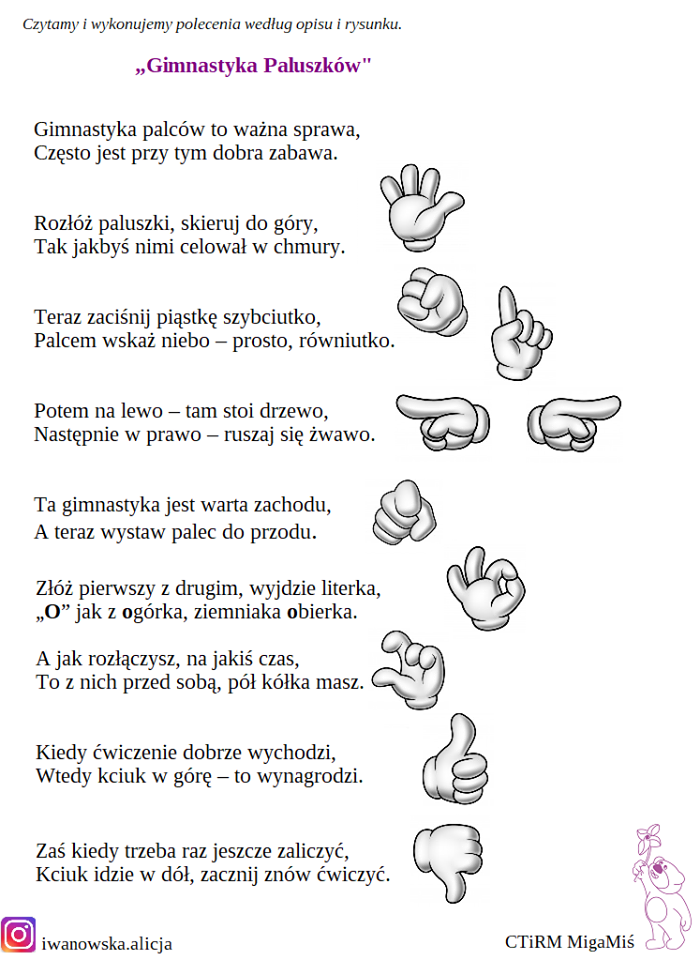 Czytamy i wykonujemy polecenia według opisu i rysunku.
„Gimnastyka Paluszków"
Gimnastyka palców to ważna sprawa,
Często jest przy tym dobra zabawa.
Rozłóż paluszki, skieruj do góry,
Tak jakbyś nimi celował w chmury.
Teraz zaciśnij piąstkę szybciutko,
Palcem wskaż niebo – prosto, równiutko.
Potem na lewo – tam stoi drzewo,
Następnie w prawo – ruszaj się żwawo.
Ta gimnastyka jest warta zachodu,
A teraz wystaw palec do przodu.
Złóż pierwszy z drugim, wyjdzie literka,
„O” jak z ogórka, ziemniaka obierka.
A jak rozłączysz, na jakiś czas,
To z nich przed sobą, pół kółka masz.
Kiedy ćwiczenie dobrze wychodzi,
Wtedy kciuk w górę – to wynagrodzi.
Zaś kiedy trzeba raz jeszcze zaliczyć,
Kciuk idzie w dół, zacznij znów ćwiczyć.
iwanowska.alicja
CTiRM MigaMiś